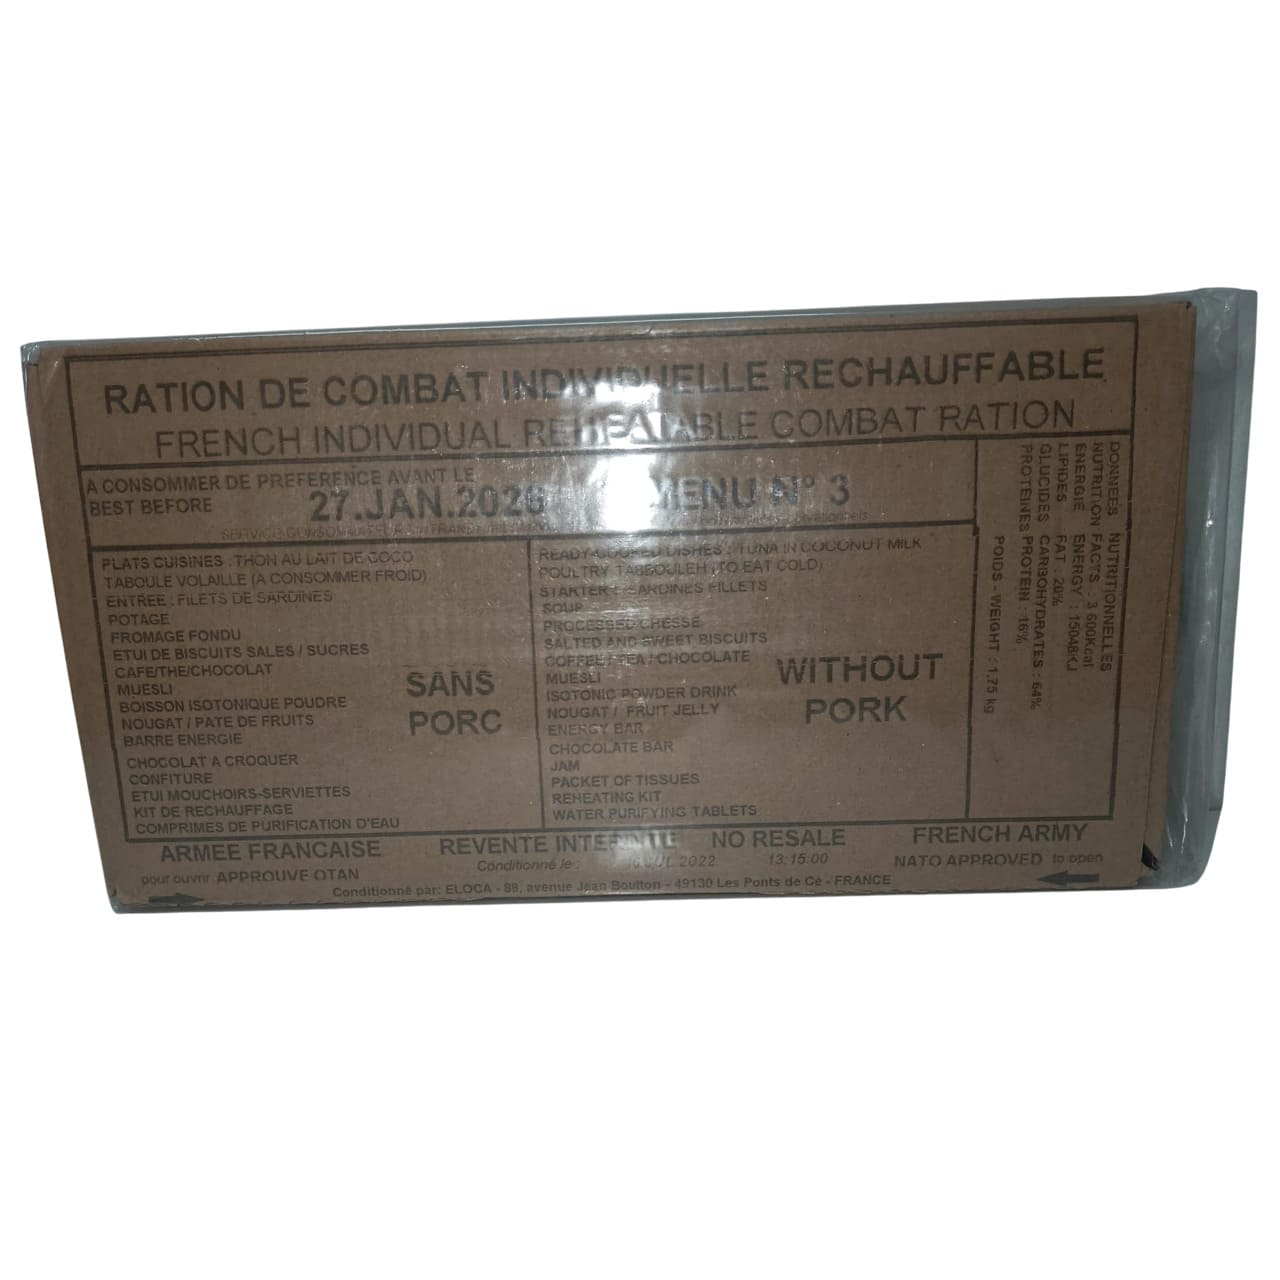 RATION DE COMBAT INDIVIDUELLE RECHAUFFABLE
FRENCH INDIVIDUAL REHEATABLE COMBAT RATION
A CONSOMMER DE PREFERENCE AVANT LE
BEST BEFORE
27.JAN.2026
MENU N° 3
SERVICE CONSOMMATEUR
PLATS CUISINES : THON AU LAIT DE COCO
TABOULE VOLAILLE (A CONSOMMER FROID)
ENTREE : FILETS DE SARDINES
POTAGE
FROMAGE FONDU
ETUI DE BISCUITS SALES / SUCRES
CAFE/THE/CHOCOLAT
MUESLI
BOISSON ISOTONIQUE POUDRE
NOUGAT / PATE DE FRUITS
BARRE ENERGIE
CHOCOLAT A CROQUER
CONFITURE
ETUI MOUCHOIRS-SERVIETTES
KIT DE RECHAUFFAGE
COMPRIMES DE PURIFICATION D'EAU
SANS
PORC
READY-COOKED DISHES : TUNA IN COCONUT MILK
POULTRY TABBOULEH (TO EAT COLD)
STARTER : SARDINES FILLETS
SOUP
PROCESSED CHESSE
SALTED AND SWEET BISCUITS
COFFEE / TEA / CHOCOLATE
MUESLI
ISOTONIC POWDER DRINK
NOUGAT / FRUIT JELLY
ENERGY BAR
CHOCOLATE BAR
JAM
PACKET OF TISSUES
REHEATING KIT
WATER PURIFYING TABLETS
WITHOUT
PORK
DONNEES NUTRITIONNELLES
NUTRITION FACTS : 3 600Kcal
ENERGIE ENERGY : 15048KJ
LIPIDES FAT : 20%
GLUCIDES CARBOHYDRATES : 64%
PROTEINES PROTEIN : 16%
POIDS - WEIGHT : 1.75 kg
ARMEE FRANCAISE REVENTE INTERDITE NO RESALE FRENCH ARMY
Conditionné le : JUL 2022 13:15:00
pour ouvrir APPROUVE OTAN NATO APPROVED to open
Conditionné par: ELOCA - 88, avenue Jean Boutton - 49130 Les Ponts de Cé - FRANCE